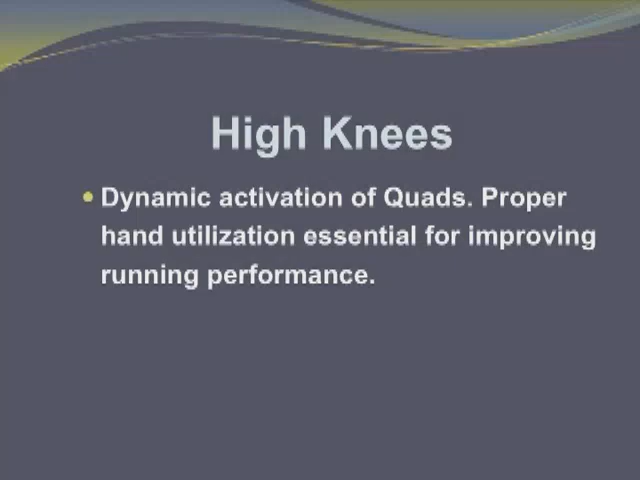 High Knees
Dynamic activation of Quads. Proper
hand utilization essential for improving
running performance.